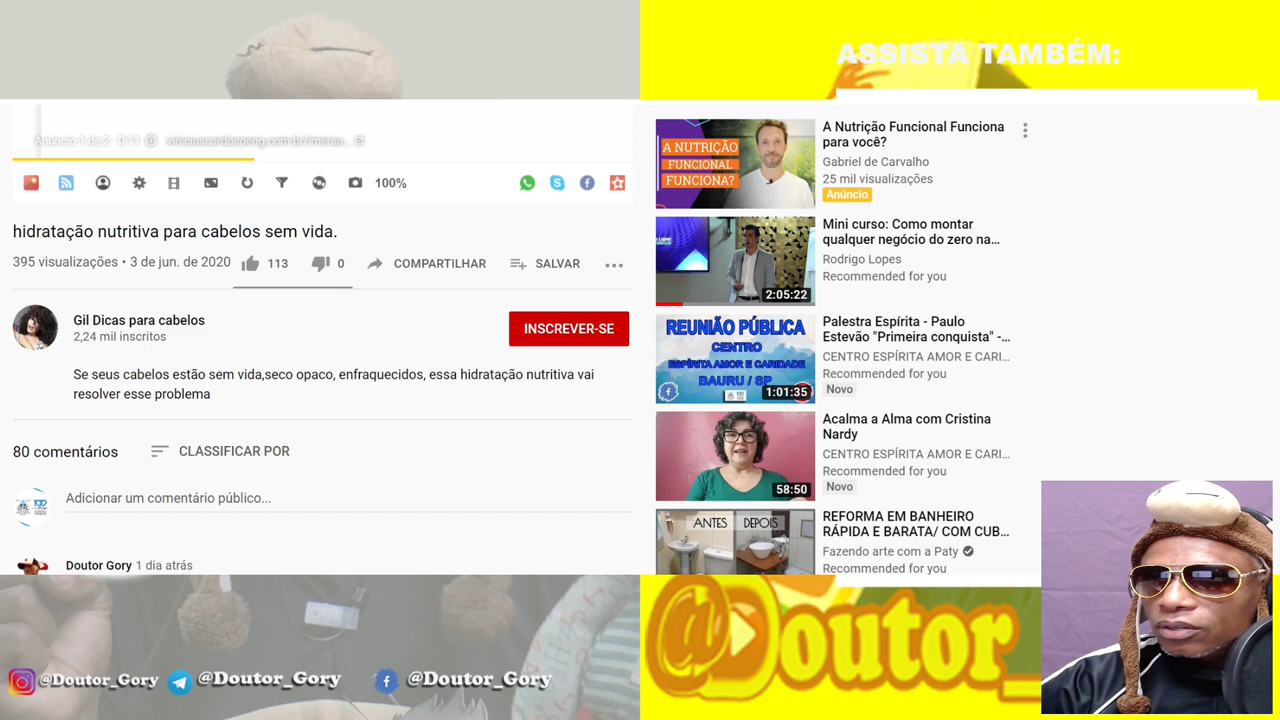 ASSISTA TAMBÉM:
Anúncio 1 de 2 · 0:11
100%
hidratação nutritiva para cabelos sem vida.
395 visualizações • 3 de jun. de 2020
113
0
COMPARTILHAR
SALVAR
Gil Dicas para cabelos
2,24 mil inscritos
INSCREVER-SE
Se seus cabelos estão sem vida,seco opaco, enfraquecidos, essa hidratação nutritiva vai
resolver esse problema
80 comentários
CLASSIFICAR POR
Adicionar um comentário público...
Doutor Gory 1 dia atrás
@Doutor_Gory
@Doutor_Gory
@Doutor_Gory
A NUTRIÇÃO
FUNCIONAL
FUNCIONA?
A Nutrição Funcional Funciona
para você?
Gabriel de Carvalho
25 mil visualizações
Anúncio
2:05:22
Mini curso: Como montar
qualquer negócio do zero na...
Rodrigo Lopes
Recommended for you
REUNIÃO PÚBLICA
CENTRO
ESPÍRITA AMOR E CARIDADE
BAURU / SP
1:01:35
Palestra Espírita - Paulo
Estevão "Primeira conquista" -...
CENTRO ESPÍRITA AMOR E CARI...
Recommended for you
Novo
58:50
Acalma a Alma com Cristina
Nardy
CENTRO ESPÍRITA AMOR E CARI...
Recommended for you
Novo
ANTES DEPOIS
REFORMA EM BANHEIRO
RÁPIDA E BARATA/ COM CUB...
Fazendo arte com a Paty
Recommended for you
@Doutor_